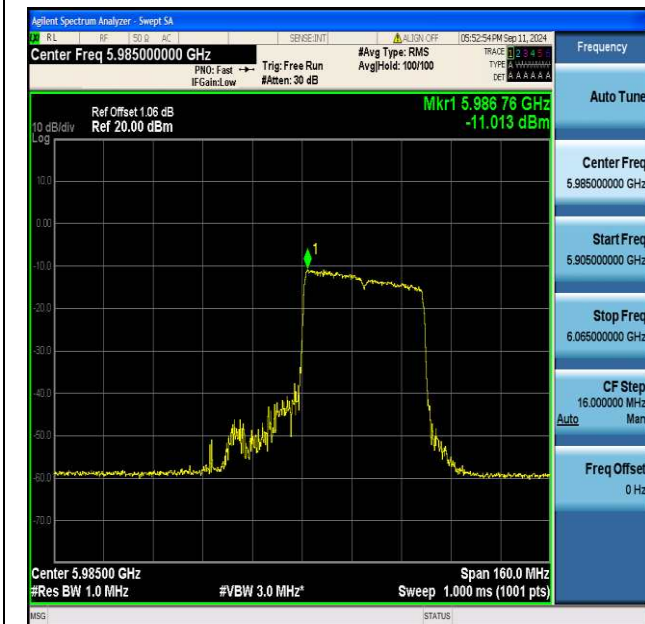 Agilent Spectrum Analyzer - Swept SA
RL RF 50 Ω AC SENSE:INT ALIGN OFF 05:52:54 PM Sep 11, 2024
Center Freq 5.985000000 GHz
PNO: Fast
IFGain:Low
Trig: Free Run
#Atten: 30 dB
#Avg Type: RMS
Avg|Hold: 100/100
TRACE 1 2 3 4 5 6
TYPE A
DET A A A A A A
Mkr1 5.986 76 GHz
-11.013 dBm
Ref Offset 1.06 dB
10 dB/div Ref 20.00 dBm
Log
10.0
0.00
-10.0
-20.0
-30.0
-40.0
-50.0
-60.0
-70.0
1
Center 5.98500 GHz Span 160.0 MHz
#Res BW 1.0 MHz #VBW 3.0 MHz* Sweep 1.000 ms (1001 pts)
MSG STATUS
Frequency
Auto Tune
Center Freq
5.985000000 GHz
Start Freq
5.905000000 GHz
Stop Freq
6.065000000 GHz
CF Step
16.000000 MHz
Auto Man
Freq Offset
0 Hz